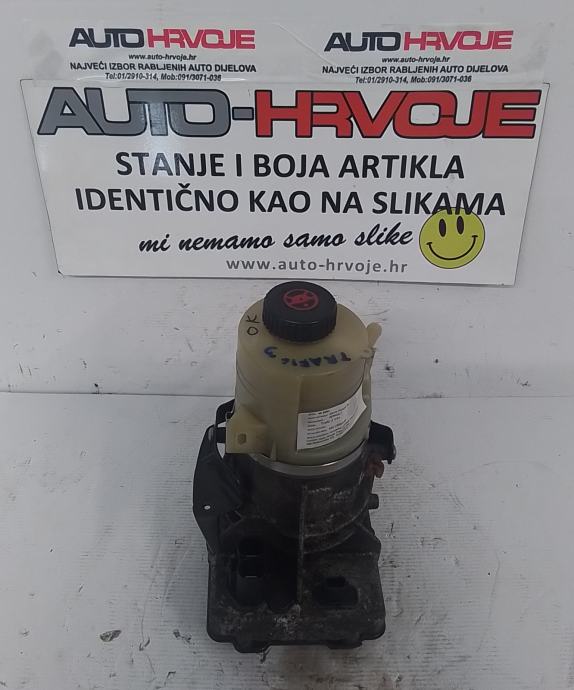 AUTO HRVOJE
www.auto-hrvoje.hr
NAJVEĆI IZBOR RABLJENIH AUTO DIJELOVA
Tel:01/2910-314, Mob:091/3071-036
AUTO HRVOJE
www.auto-hrvoje.hr
NAJVEĆI IZBOR RABLJENIH AUTO DIJELOVA
Tel:01/2910-314, Mob:091/3071-036
AUTO-HRVOJE
STANJE I BOJA ARTIKLA
IDENTIČNO KAO NA SLIKAMA
mi nemamo samo slike
www.auto-hrvoje.hr
OK
TRAFIC 3